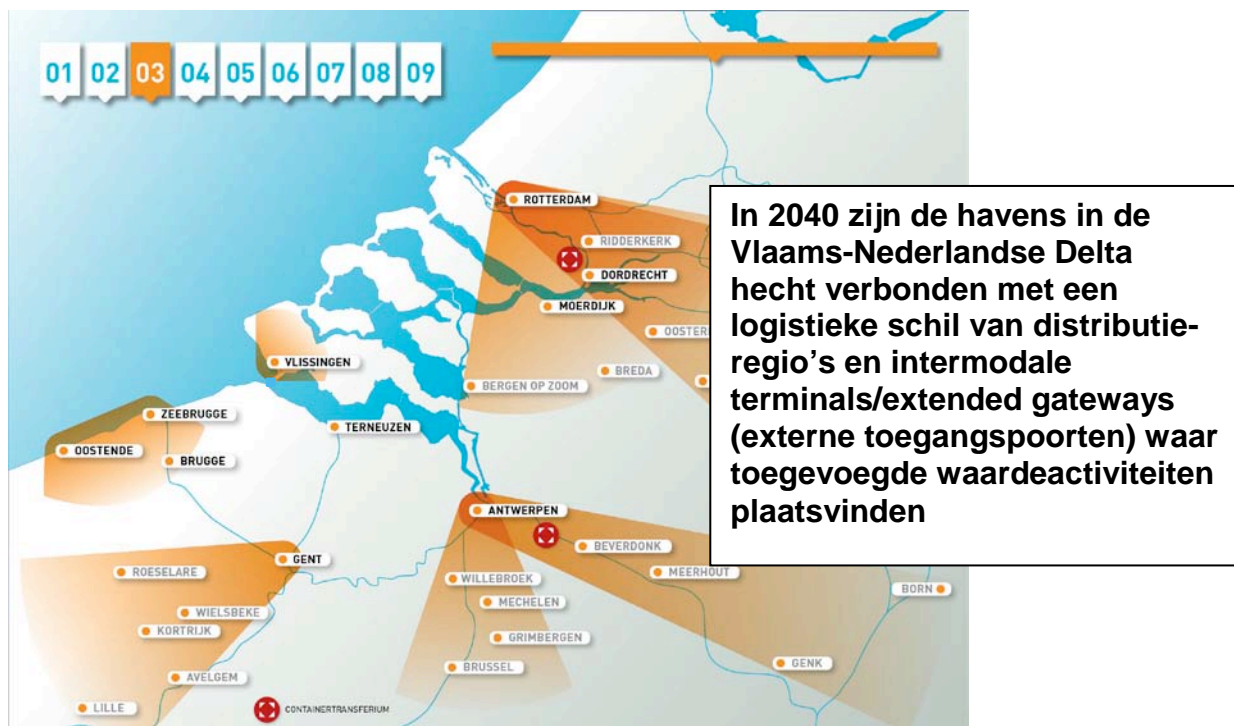 01 02 03 04 05 06 07 08 09
ROTTERDAM
RIDDERKERK
DORDRECHT
MOERDIJK
VLISSINGEN
BREDA
BERGEN OP ZOOM
ZEEBRUGGE
TERNEUZEN
OOSTENDE
BRUGGE
ANTWERPEN
BEVERDONK
GENT
ROESELARE
WILLEBROEK
MEERHOUT
BORN
MECHELEN
WIELSBEKE
KORTRIJK
GRIMBERGEN
BRUSSEL
GENK
AVELGEM
LILLE
CONTAINERTRANSFERIUM
In 2040 zijn de havens in de
Vlaams-Nederlandse Delta
hecht verbonden met een
logistieke schil van distributie-
regio's en intermodale
terminals/extended gateways
(externe toegangspoorten) waar
toegevoegde waardeactiviteiten
plaatsvinden